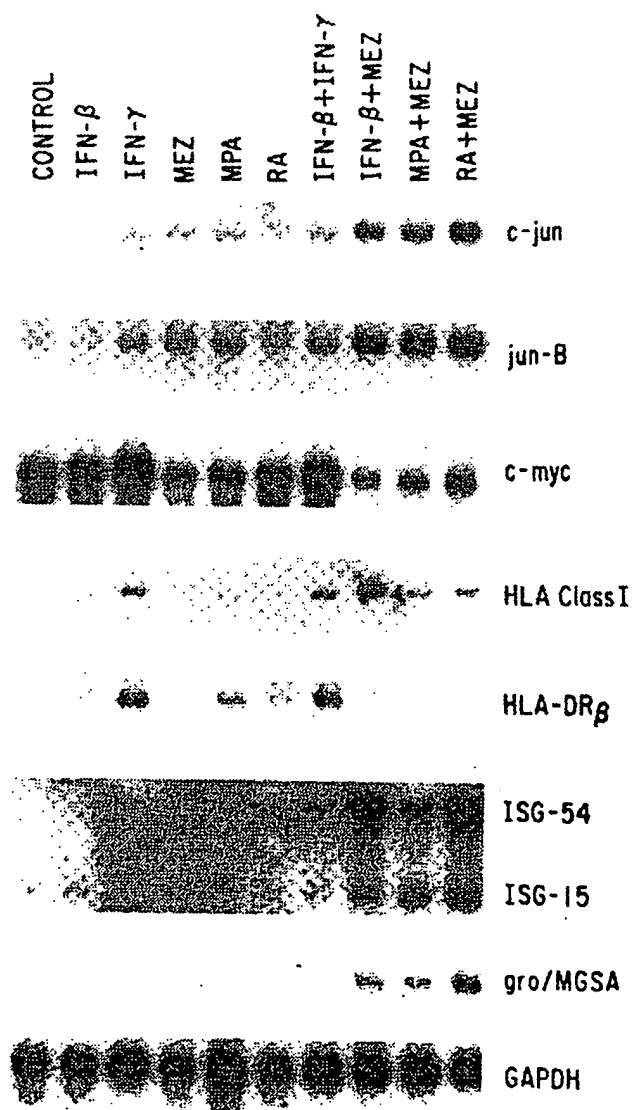 CONTROL
IFN-β
IFN-γ
MEZ
MPA
RA
IFN-β+IFN-γ
IFN-β+MEZ
MPA+MEZ
RA+MEZ
c-jun
jun-B
c-myc
HLA Class I
HLA-DRβ
ISG-54
ISG-15
gro/MGSA
GAPDH